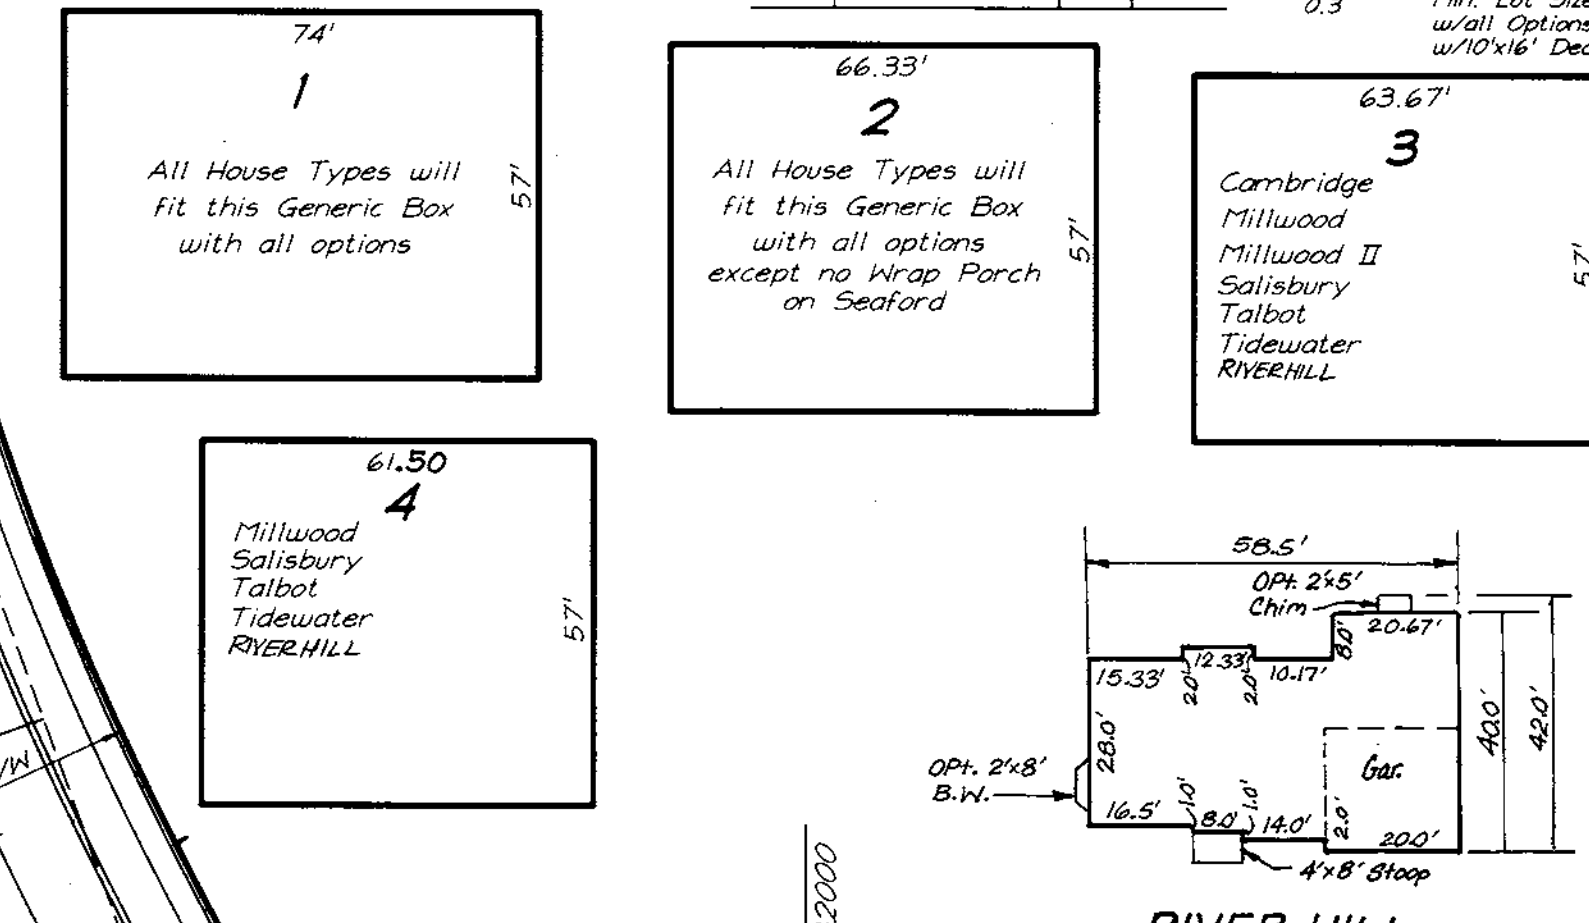 0.3
Min. Lot Size
w/all Options
w/10'x16' Dec
74'
1
All House Types will
fit this Generic Box
with all options
57'
66.33'
2
All House Types will
fit this Generic Box
with all options
except no Wrap Porch
on Seaford
57'
63.67'
3
Cambridge
Millwood
Millwood II
Salisbury
Talbot
Tidewater
RIVERHILL
57'
61.50
4
Millwood
Salisbury
Talbot
Tidewater
RIVERHILL
57'
58.5'
OPt. 2'x5'
Chim
20.67'
8.0'
15.33'
2.0'
12.33'
2.0'
10.17'
28.0'
40.0'
42.0'
OPt. 2'x8'
B.W.
Gar.
16.5'
1.0'
8.0'
1.0'
14.0'
2.0'
20.0'
4'x8' Stoop
RIVER HILL
2000